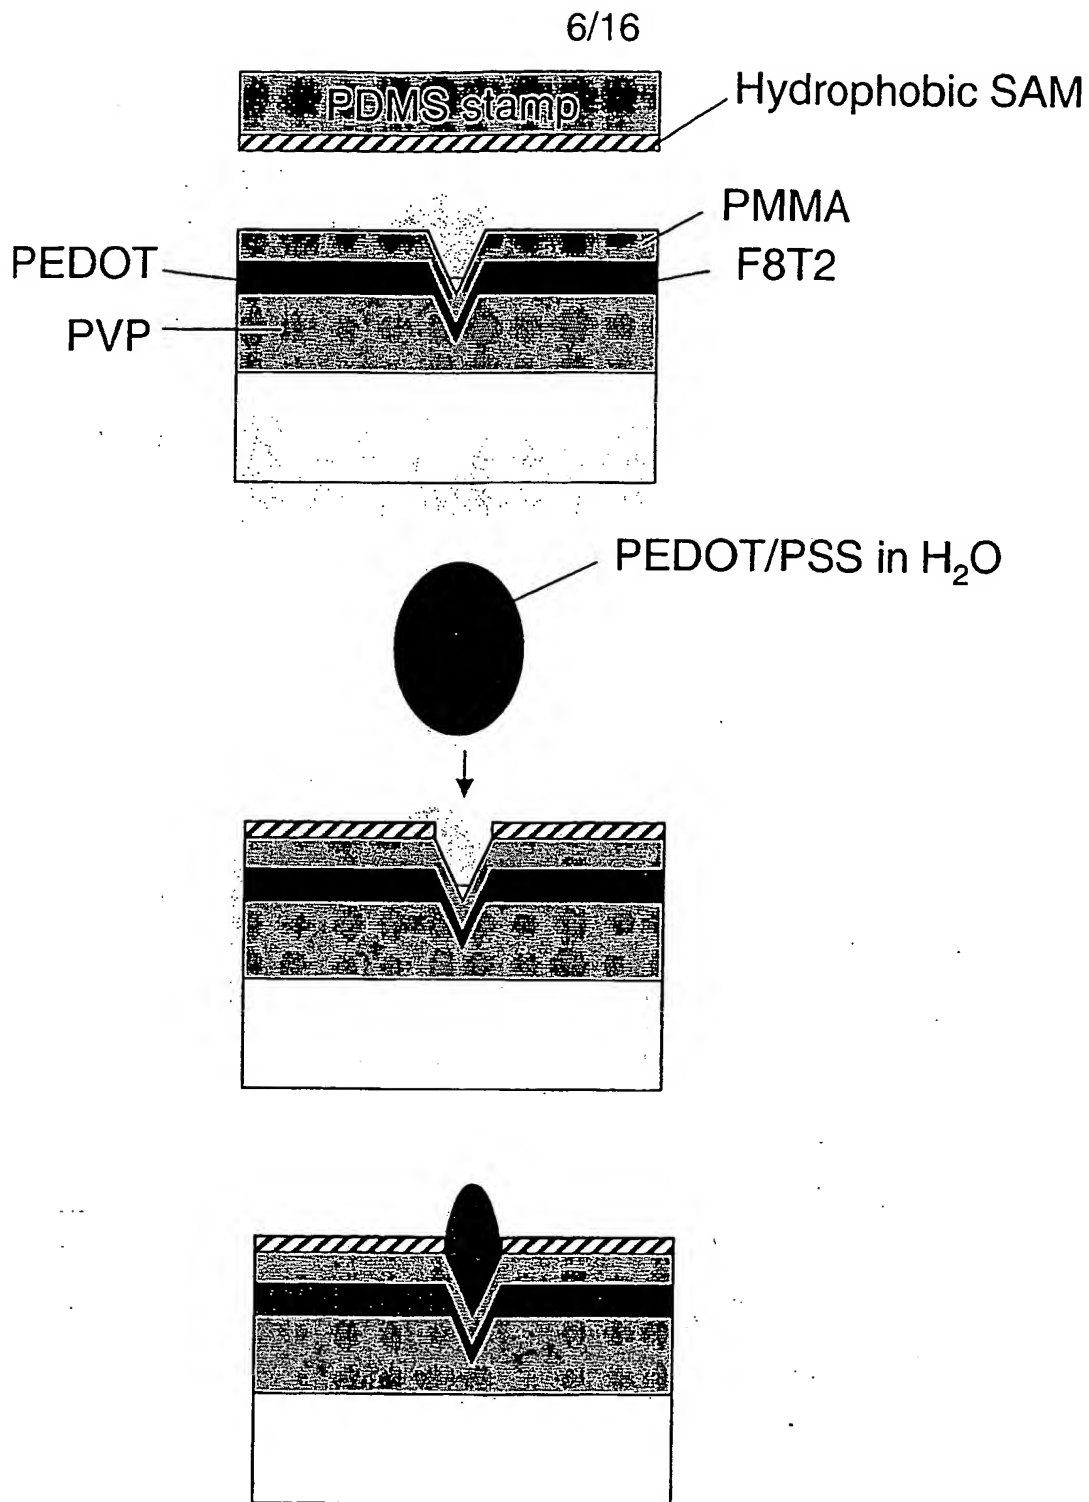 6/16
PDMS stamp
Hydrophobic SAM
PMMA
PEDOT
F8T2
PVP
PEDOT/PSS in H₂O